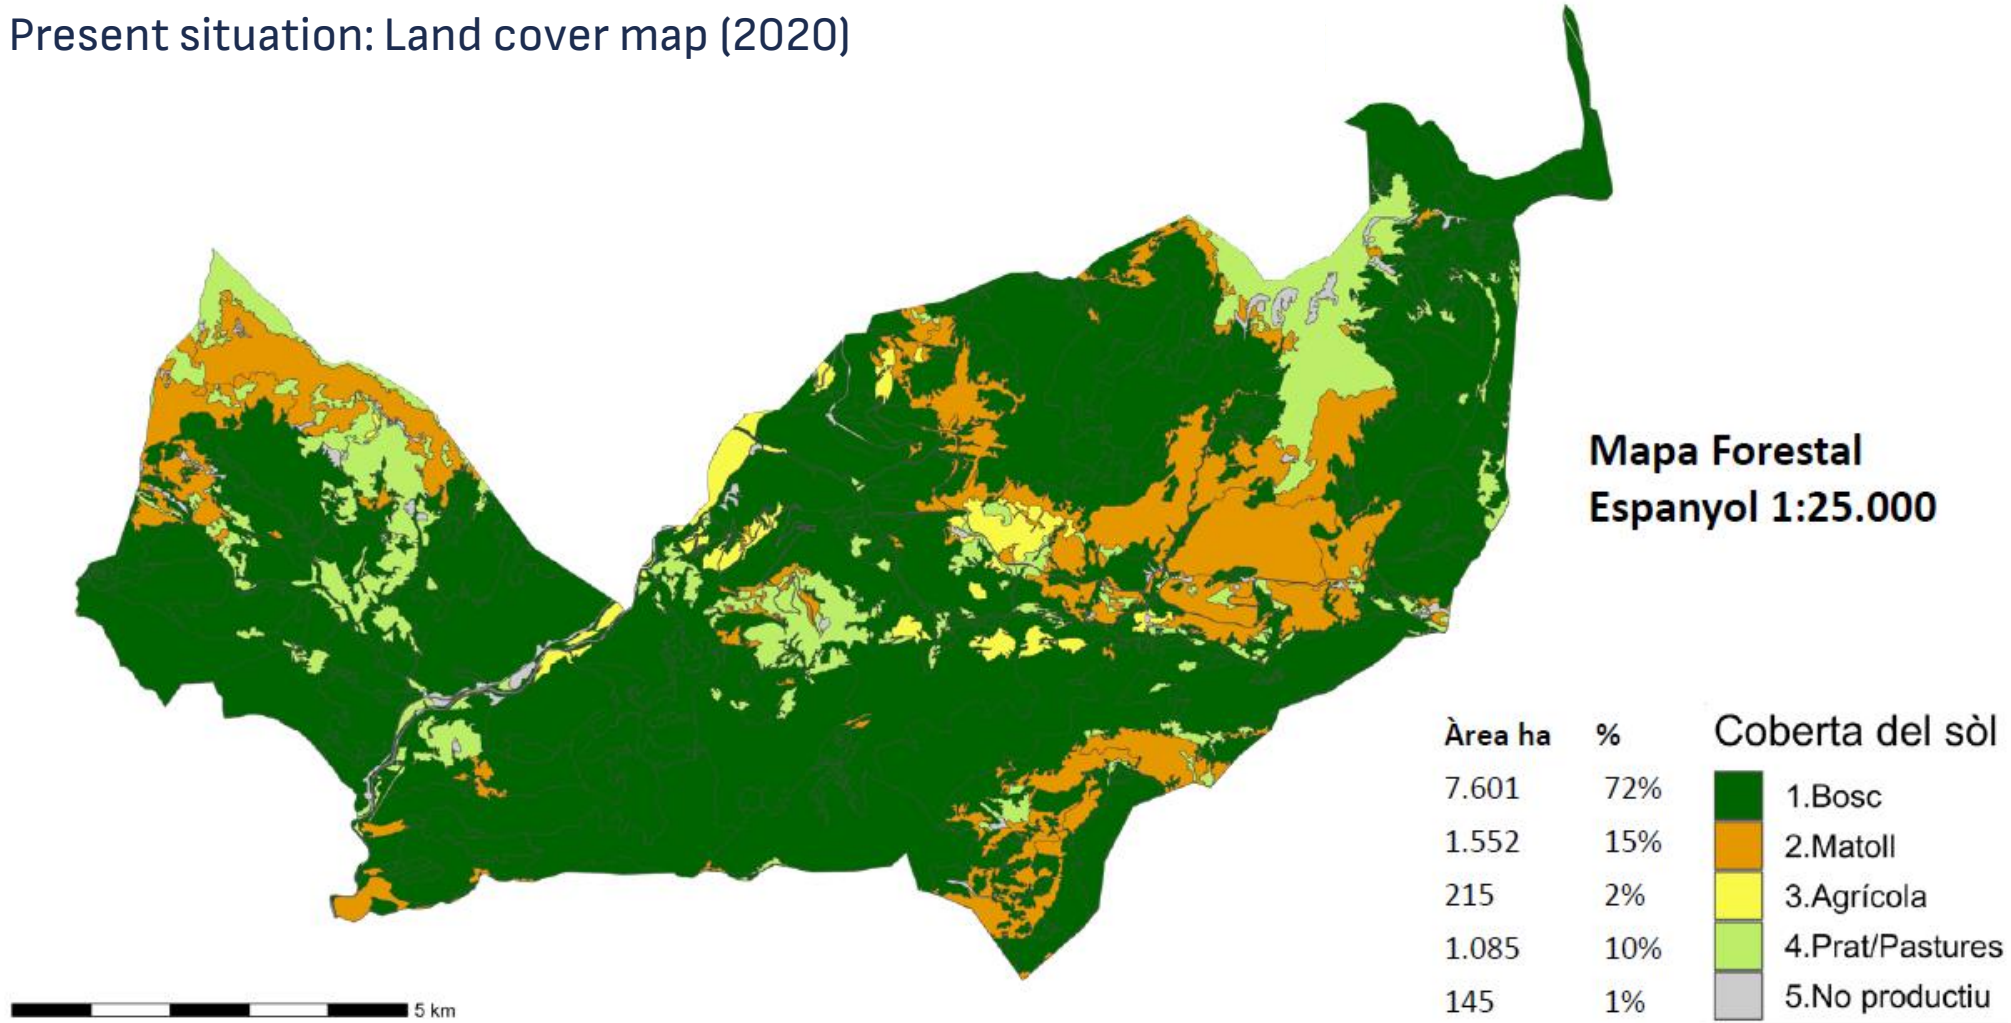 Present situation: Land cover map (2020)
Mapa Forestal
Espanyol 1:25.000
Àrea ha % Coberta del sòl
7.601 72% 1.Bosc
1.552 15% 2.Matoll
215 2% 3.Agrícola
1.085 10% 4.Prat/Pastures
145 1% 5.No productiu
5 km